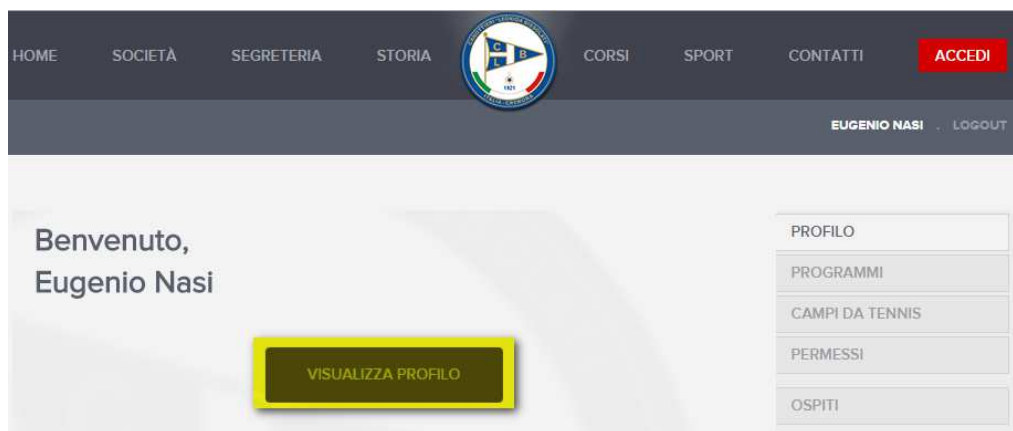 HOME SOCIETÀ SEGRETERIA STORIA CORSI SPORT CONTATTI ACCEDI
C B L
1921
EUGENIO NASI . LOGOUT
Benvenuto,
Eugenio Nasi
VISUALIZZA PROFILO
PROFILO
PROGRAMMI
CAMPI DA TENNIS
PERMESSI
OSPITI